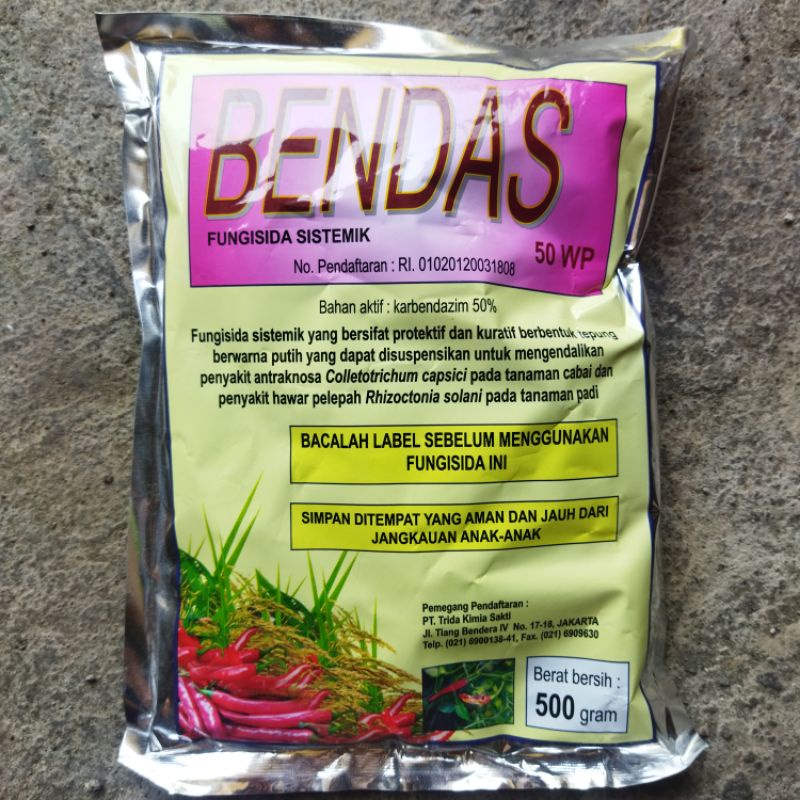 BENDAS
FUNGISIDA SISTEMIK
50 WP
No. Pendaftaran : RI. 01020120031808
Bahan aktif : karbendazim 50%
Fungisida sistemik yang bersifat protektif dan kuratif berbentuk tepung
berwarna putih yang dapat disuspensikan untuk mengendalikan
penyakit antraknosa Colletotrichum capsici pada tanaman cabai dan
penyakit hawar pelepah Rhizoctonia solani pada tanaman padi
BACALAH LABEL SEBELUM MENGGUNAKAN
FUNGISIDA INI
SIMPAN DITEMPAT YANG AMAN DAN JAUH DARI
JANGKAUAN ANAK-ANAK
Pemegang Pendaftaran :
PT. Trida Kimia Sakti
Jl. Tiang Bendera IV No. 17-18, JAKARTA
Telp. (021) 6900138-41, Fax. (021) 6909630
Berat bersih :
500 gram